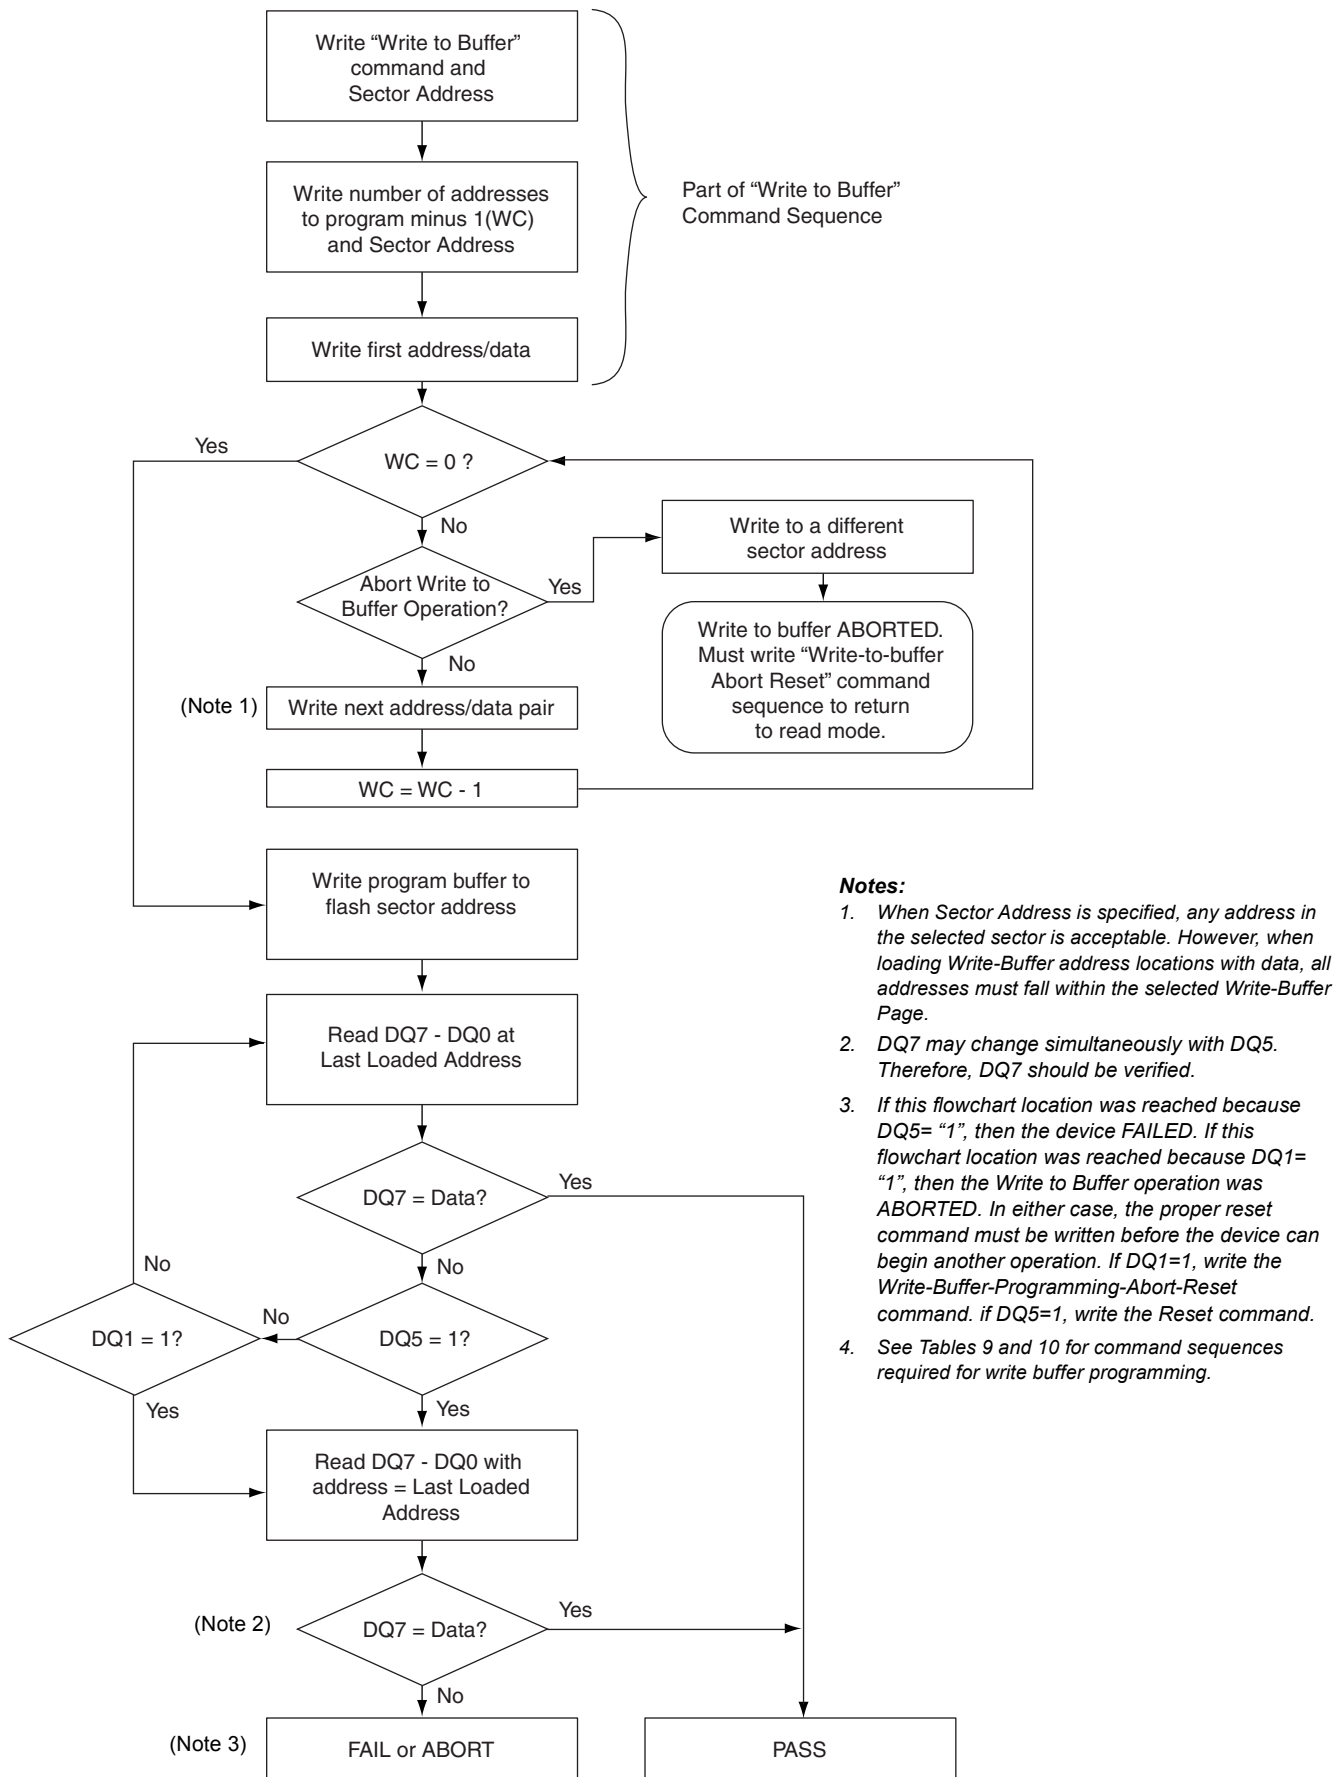 Write “Write to Buffer”
command and
Sector Address
Write number of addresses
to program minus 1(WC)
and Sector Address
Part of “Write to Buffer”
Command Sequence
Write first address/data
Yes
WC = 0 ?
No
Write to a different
sector address
Abort Write to
Buffer Operation?
Yes
Write to buffer ABORTED.
Must write “Write-to-buffer
Abort Reset” command
sequence to return
to read mode.
No
(Note 1)
Write next address/data pair
WC = WC - 1
Write program buffer to
flash sector address
Notes:
1. When Sector Address is specified, any address in
the selected sector is acceptable. However, when
loading Write-Buffer address locations with data, all
addresses must fall within the selected Write-Buffer
Page.
2. DQ7 may change simultaneously with DQ5.
Therefore, DQ7 should be verified.
3. If this flowchart location was reached because
DQ5= “1”, then the device FAILED. If this
flowchart location was reached because DQ1=
“1”, then the Write to Buffer operation was
ABORTED. In either case, the proper reset
command must be written before the device can
begin another operation. If DQ1=1, write the
Write-Buffer-Programming-Abort-Reset
command. if DQ5=1, write the Reset command.
4. See Tables 9 and 10 for command sequences
required for write buffer programming.
Read DQ7 - DQ0 at
Last Loaded Address
DQ7 = Data?
Yes
No
No
DQ1 = 1?
No
DQ5 = 1?
Yes
Yes
Read DQ7 - DQ0 with
address = Last Loaded
Address
(Note 2)
DQ7 = Data?
Yes
No
(Note 3)
FAIL or ABORT
PASS